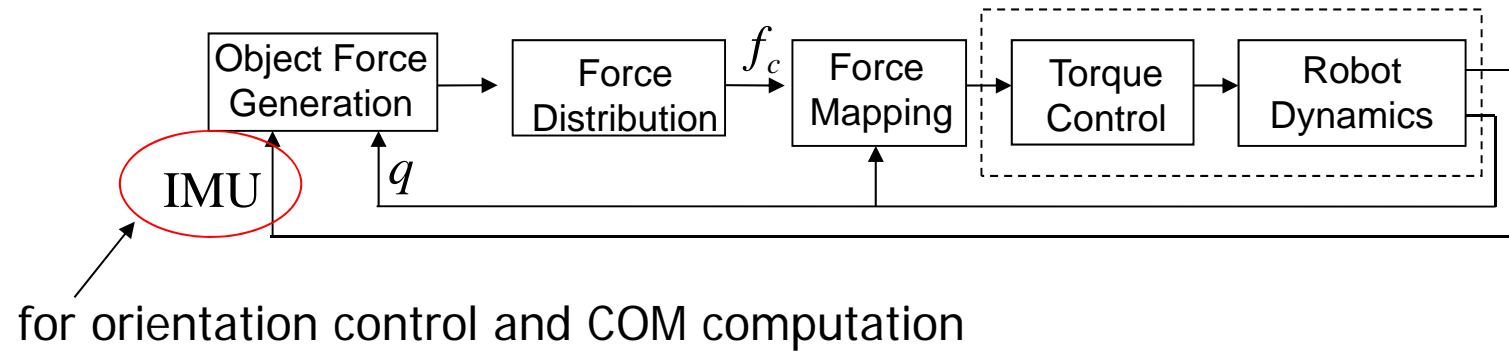 Object Force
Generation
Force
Distribution
f_c
Force
Mapping
Torque
Control
Robot
Dynamics
IMU
q
for orientation control and COM computation